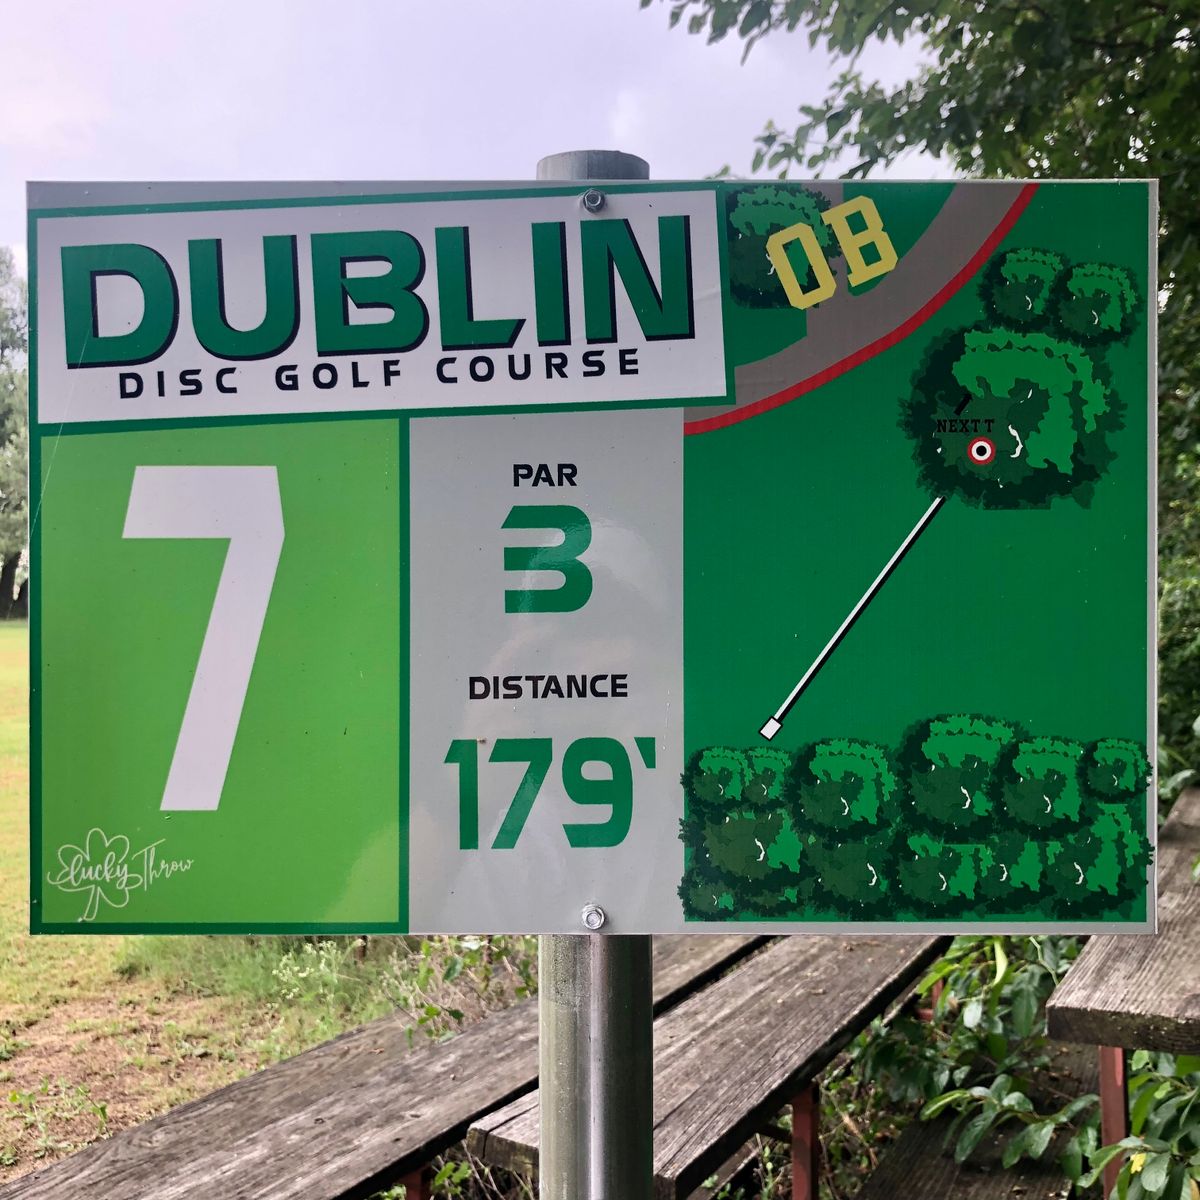 DUBLIN
DISC GOLF COURSE
7
PAR
3
DISTANCE
179'
OB
NEXT T
lucky Throw